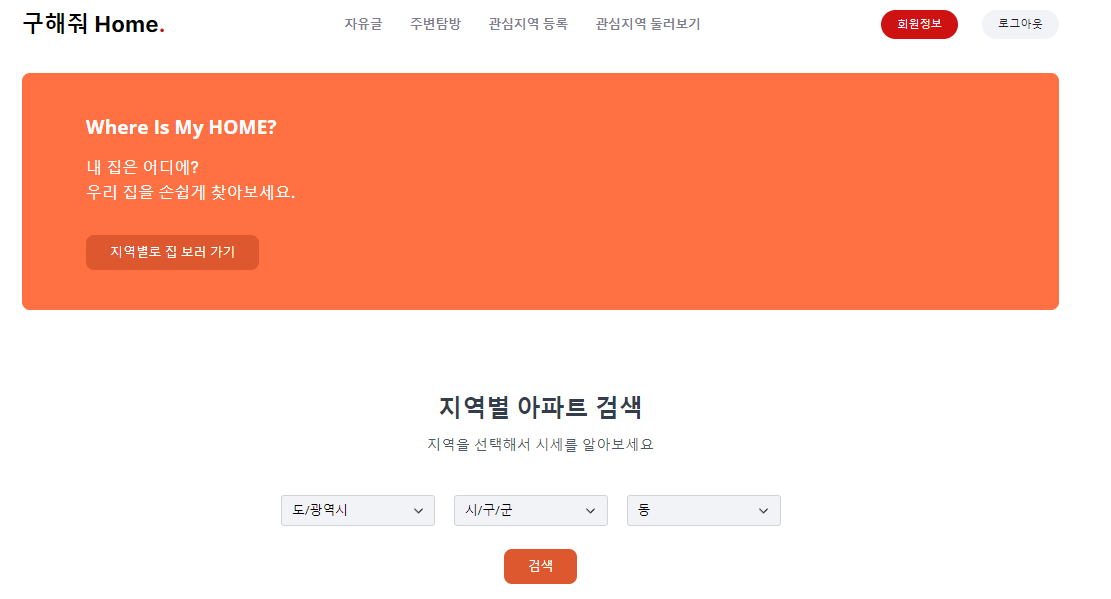 구해줘 Home.
자유글 주변탐방 관심지역 등록 관심지역 둘러보기
회원정보 로그아웃
Where Is My HOME?
내 집은 어디에?
우리 집을 손쉽게 찾아보세요.
지역별로 집 보러 가기
지역별 아파트 검색
지역을 선택해서 시세를 알아보세요
도/광역시 시/구/군 동
검색